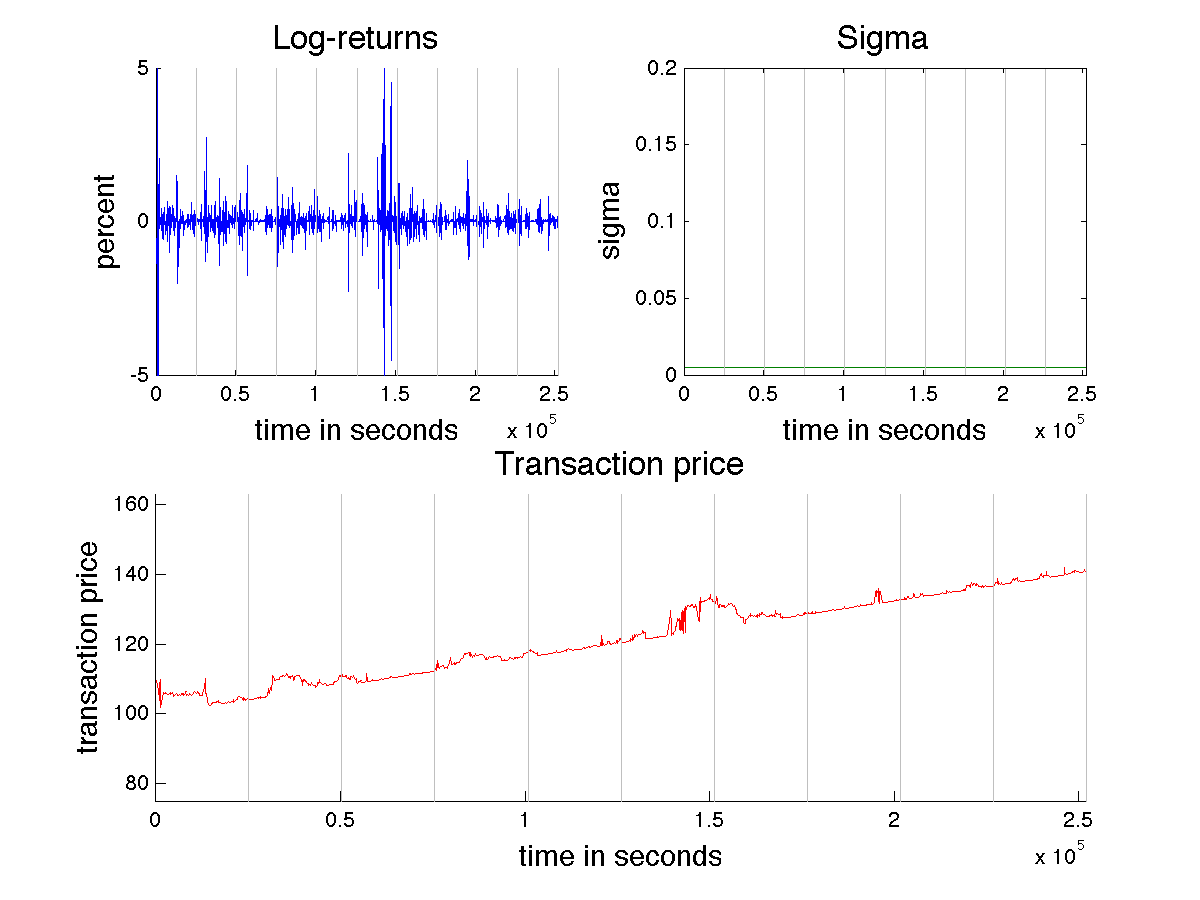 Log-returns
5
0
-5
percent
0 0.5 1 1.5 2 2.5
x 10^5
time in seconds
Sigma
0.2
0.15
0.1
0.05
0
sigma
0 0.5 1 1.5 2 2.5
x 10^5
time in seconds
Transaction price
160
140
120
100
80
transaction price
0 0.5 1 1.5 2 2.5
x 10^5
time in seconds